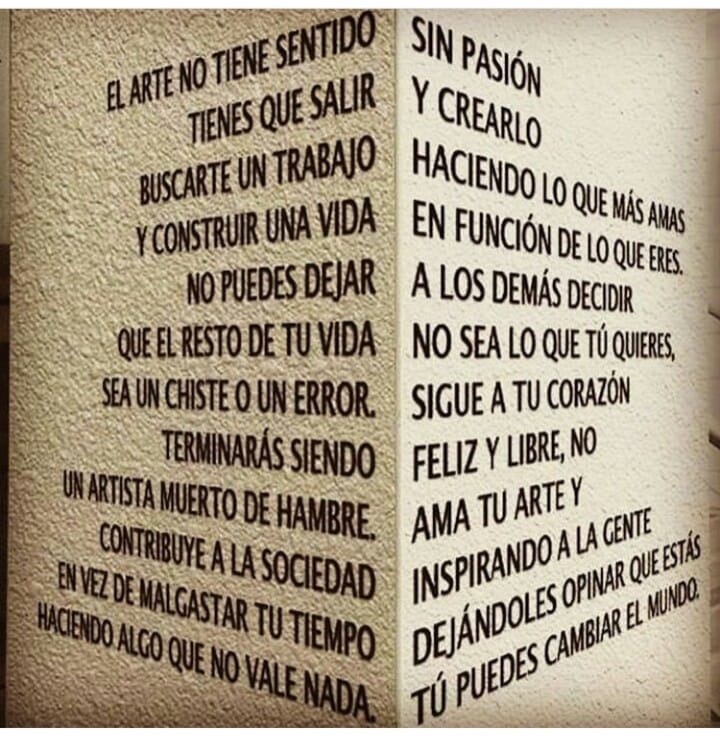 EL ARTE NO TIENE SENTIDO SIN PASIÓN
TIENES QUE SALIR Y CREARLO
BUSCARTE UN TRABAJO HACIENDO LO QUE MÁS AMAS
Y CONSTRUIR UNA VIDA EN FUNCIÓN DE LO QUE ERES.
NO PUEDES DEJAR A LOS DEMÁS DECIDIR
QUE EL RESTO DE TU VIDA NO SEA LO QUE TÚ QUIERES,
SEA UN CHISTE O UN ERROR. SIGUE A TU CORAZÓN
TERMINARÁS SIENDO FELIZ Y LIBRE, NO
UN ARTISTA MUERTO DE HAMBRE. AMA TU ARTE Y
CONTRIBUYE A LA SOCIEDAD INSPIRANDO A LA GENTE
EN VEZ DE MALGASTAR TU TIEMPO DEJÁNDOLES OPINAR QUE ESTÁS
HACIENDO ALGO QUE NO VALE NADA. TÚ PUEDES CAMBIAR EL MUNDO.